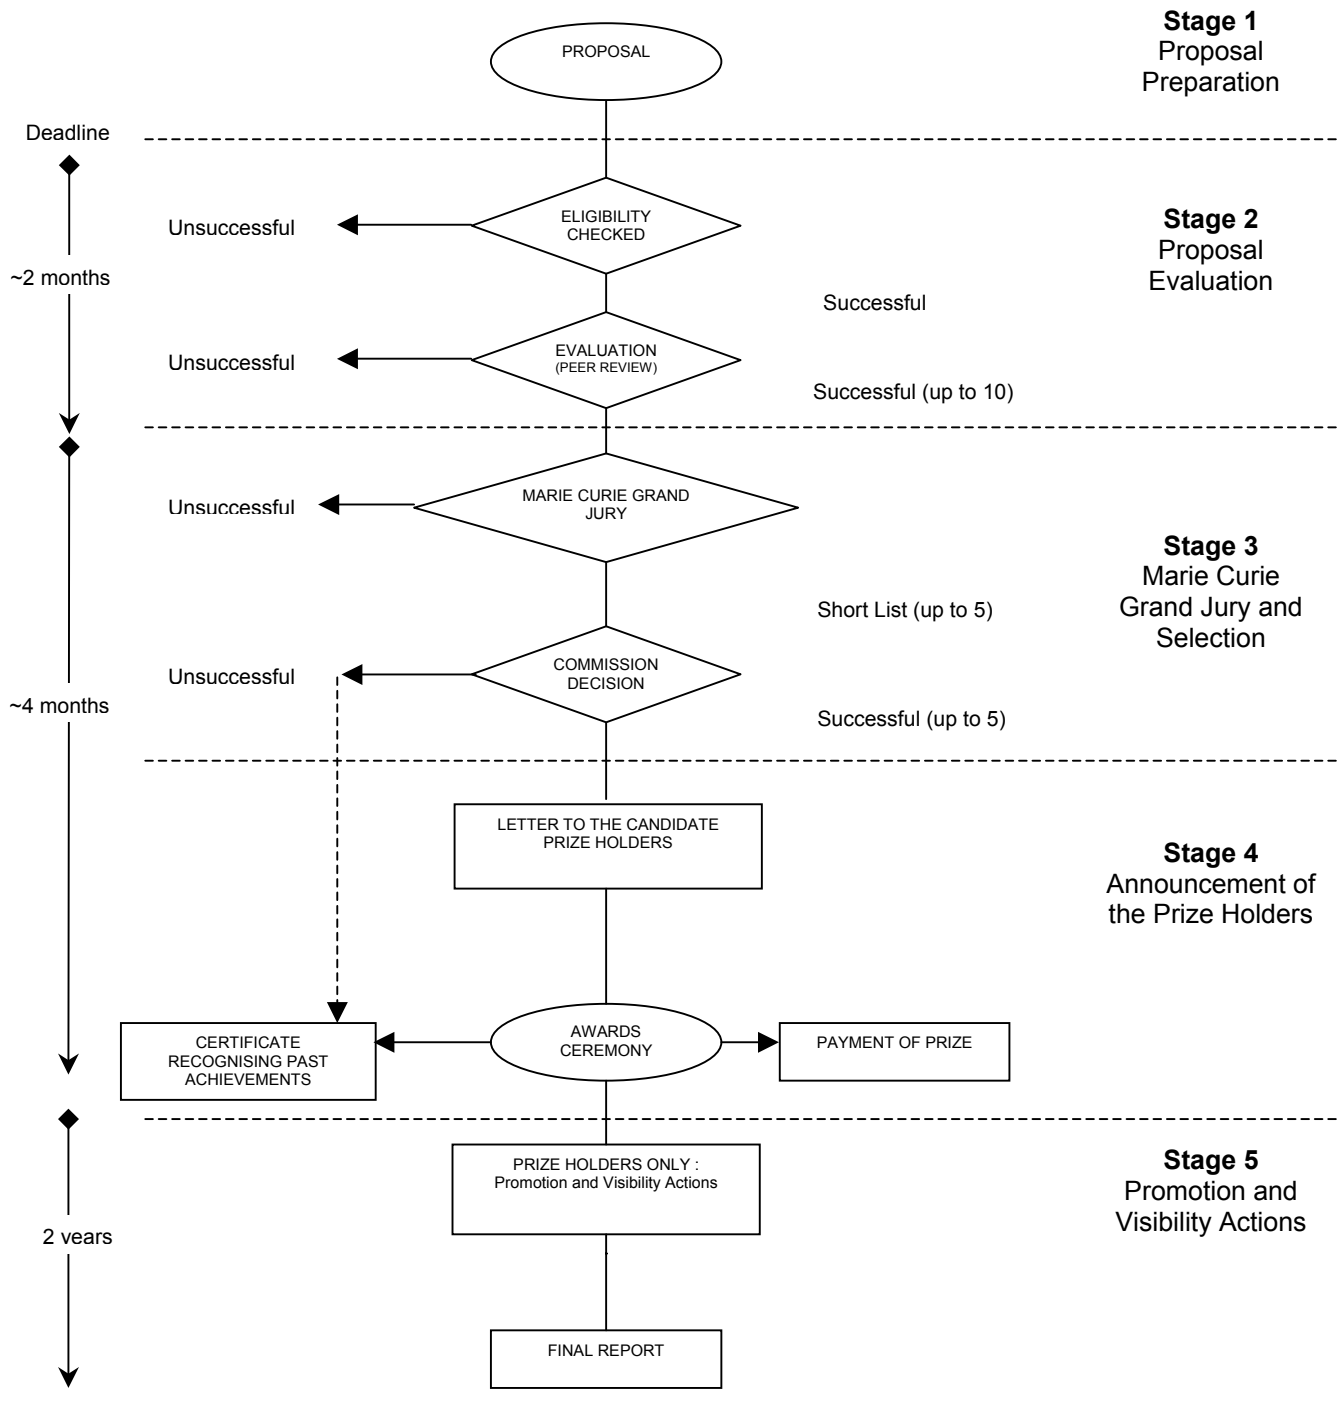 PROPOSAL
Stage 1
Proposal
Preparation
Deadline
ELIGIBILITY
CHECKED
Unsuccessful
Stage 2
Proposal
Evaluation
~2 months
Successful
EVALUATION
(PEER REVIEW)
Unsuccessful
Successful (up to 10)
MARIE CURIE GRAND
JURY
Unsuccessful
Stage 3
Marie Curie
Grand Jury and
Selection
Short List (up to 5)
COMMISSION
DECISION
Unsuccessful
~4 months
Successful (up to 5)
LETTER TO THE CANDIDATE
PRIZE HOLDERS
Stage 4
Announcement of
the Prize Holders
CERTIFICATE
RECOGNISING PAST
ACHIEVEMENTS
AWARDS
CEREMONY
PAYMENT OF PRIZE
PRIZE HOLDERS ONLY :
Promotion and Visibility Actions
Stage 5
Promotion and
Visibility Actions
2 years
FINAL REPORT